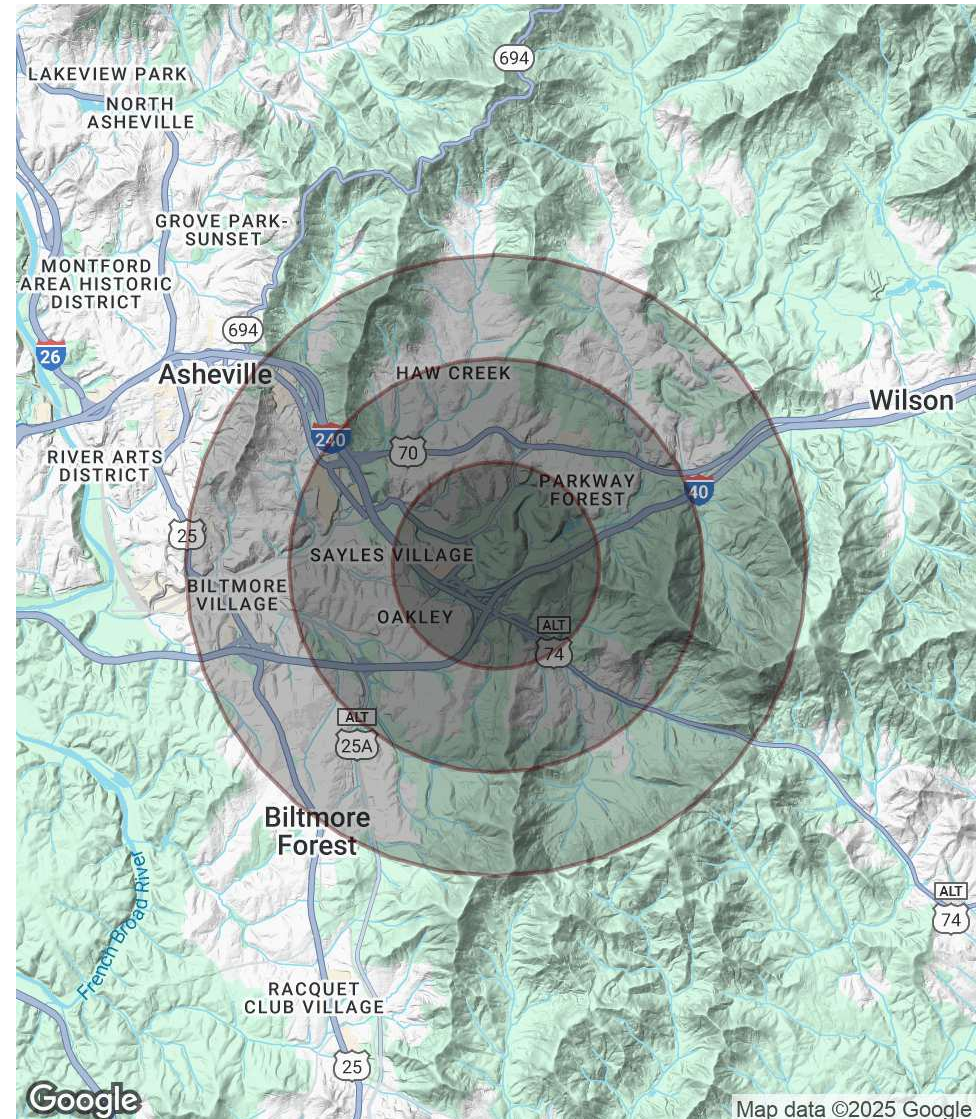 694
LAKEVIEW PARK
NORTH
ASHEVILLE
GROVE PARK-
SUNSET
MONTFORD
AREA HISTORIC
DISTRICT
694
26
Asheville
HAW CREEK
Wilson
240
70
RIVER ARTS
DISTRICT
PARKWAY
FOREST
40
25
SAYLES VILLAGE
BILTMORE
VILLAGE
OAKLEY
ALT
74
ALT
25A
Biltmore
Forest
French Broad River
ALT
74
RACQUET
CLUB VILLAGE
25
Google
Map data ©2025 Google